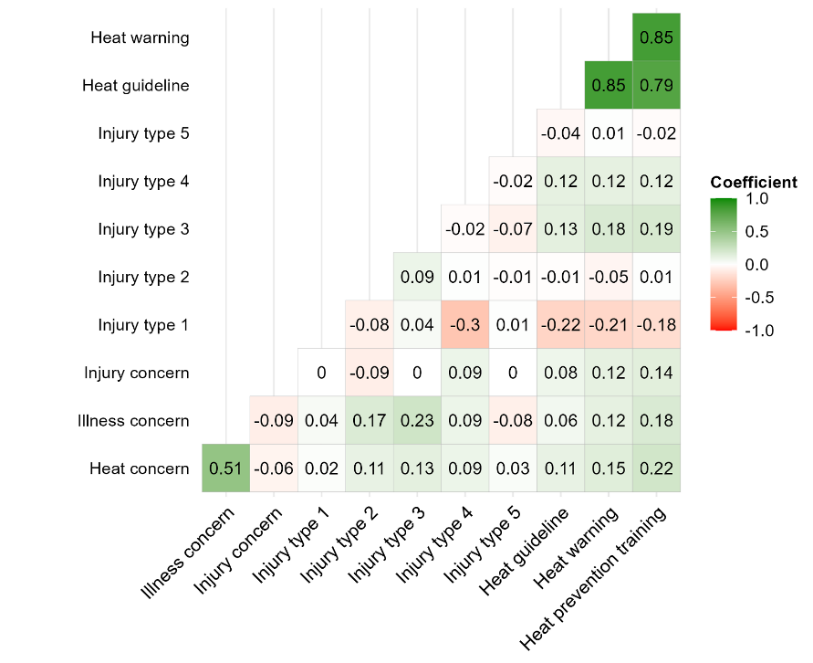 Heat warning 0.85
Heat guideline 0.85 0.79
Injury type 5 -0.04 0.01 -0.02
Injury type 4 -0.02 0.12 0.12 0.12
Injury type 3 -0.02 -0.07 0.13 0.18 0.19
Injury type 2 0.09 0.01 -0.01 -0.01 -0.05 0.01
Injury type 1 -0.08 0.04 -0.3 0.01 -0.22 -0.21 -0.18
Injury concern 0 -0.09 0 0.09 0 0.08 0.12 0.14
Illness concern -0.09 0.04 0.17 0.23 0.09 -0.08 0.06 0.12 0.18
Heat concern 0.51 -0.06 0.02 0.11 0.13 0.09 0.03 0.11 0.15 0.22
Illness concern
Injury concern
Injury type 1
Injury type 2
Injury type 3
Injury type 4
Injury type 5
Heat guideline
Heat warning
Heat prevention training
Coefficient
1.0
0.5
0.0
-0.5
-1.0